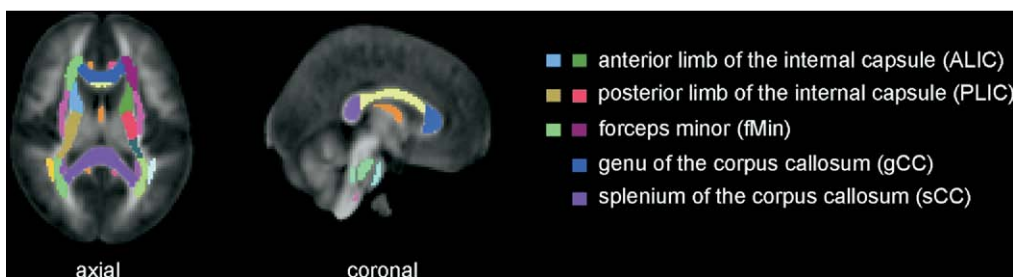 anterior limb of the internal capsule (ALIC)
posterior limb of the internal capsule (PLIC)
forceps minor (fMin)
genu of the corpus callosum (gCC)
splenium of the corpus callosum (sCC)
axial
coronal